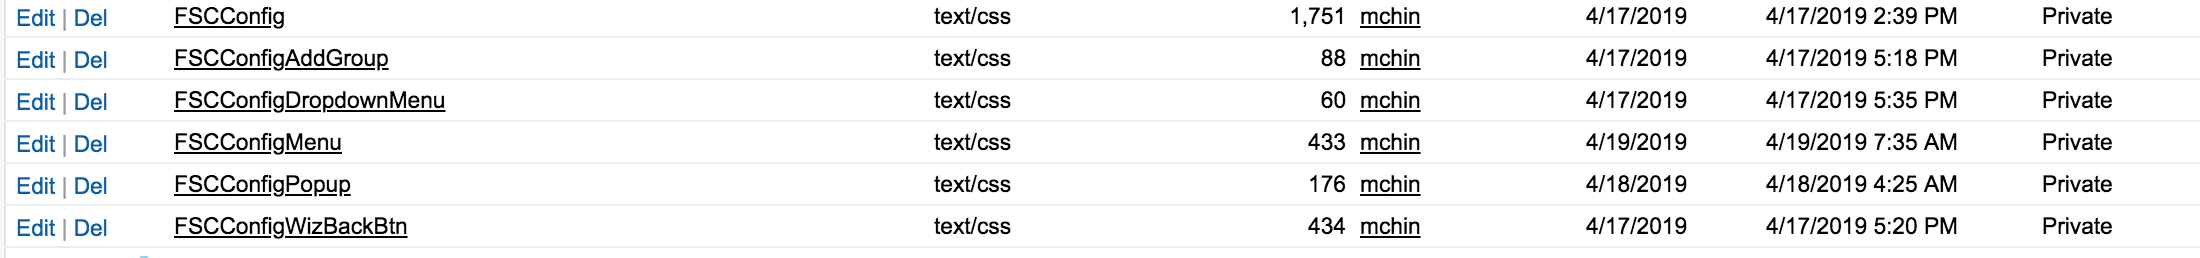 Edit | Del FSCConfig text/css 1,751 mchin 4/17/2019 4/17/2019 2:39 PM Private
Edit | Del FSCConfigAddGroup text/css 88 mchin 4/17/2019 4/17/2019 5:18 PM Private
Edit | Del FSCConfigDropdownMenu text/css 60 mchin 4/17/2019 4/17/2019 5:35 PM Private
Edit | Del FSCConfigMenu text/css 433 mchin 4/19/2019 4/19/2019 7:35 AM Private
Edit | Del FSCConfigPopup text/css 176 mchin 4/18/2019 4/18/2019 4:25 AM Private
Edit | Del FSCConfigWizBackBtn text/css 434 mchin 4/17/2019 4/17/2019 5:20 PM Private